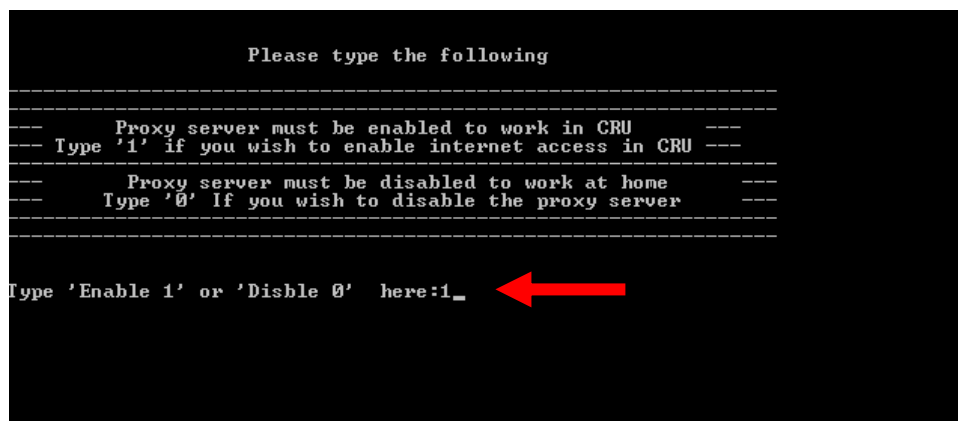 Please type the following
--- Proxy server must be enabled to work in CRU ---
--- Type '1' if you wish to enable internet access in CRU ---
--- Proxy server must be disabled to work at home ---
--- Type '0' If you wish to disable the proxy server ---
Type 'Enable 1' or 'Disble 0' here:1_